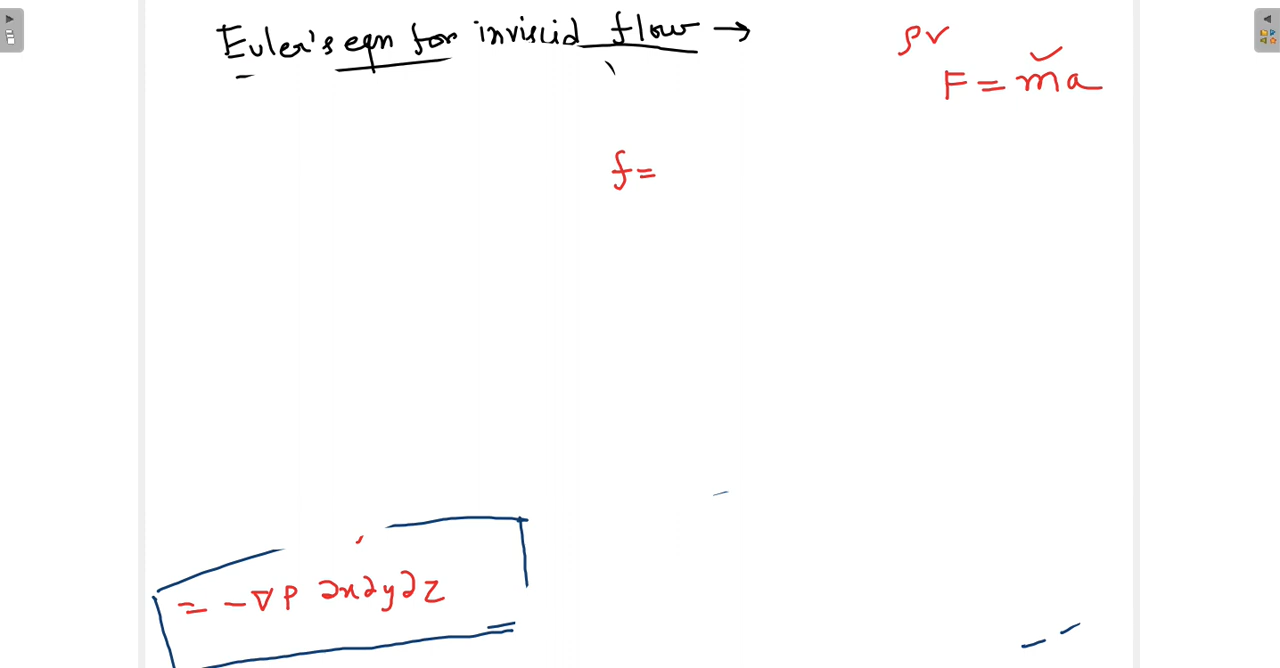 Euler's eqn for inviscid flow →
ρv
F = ma
f =
= - ∇P ∂x∂y∂z